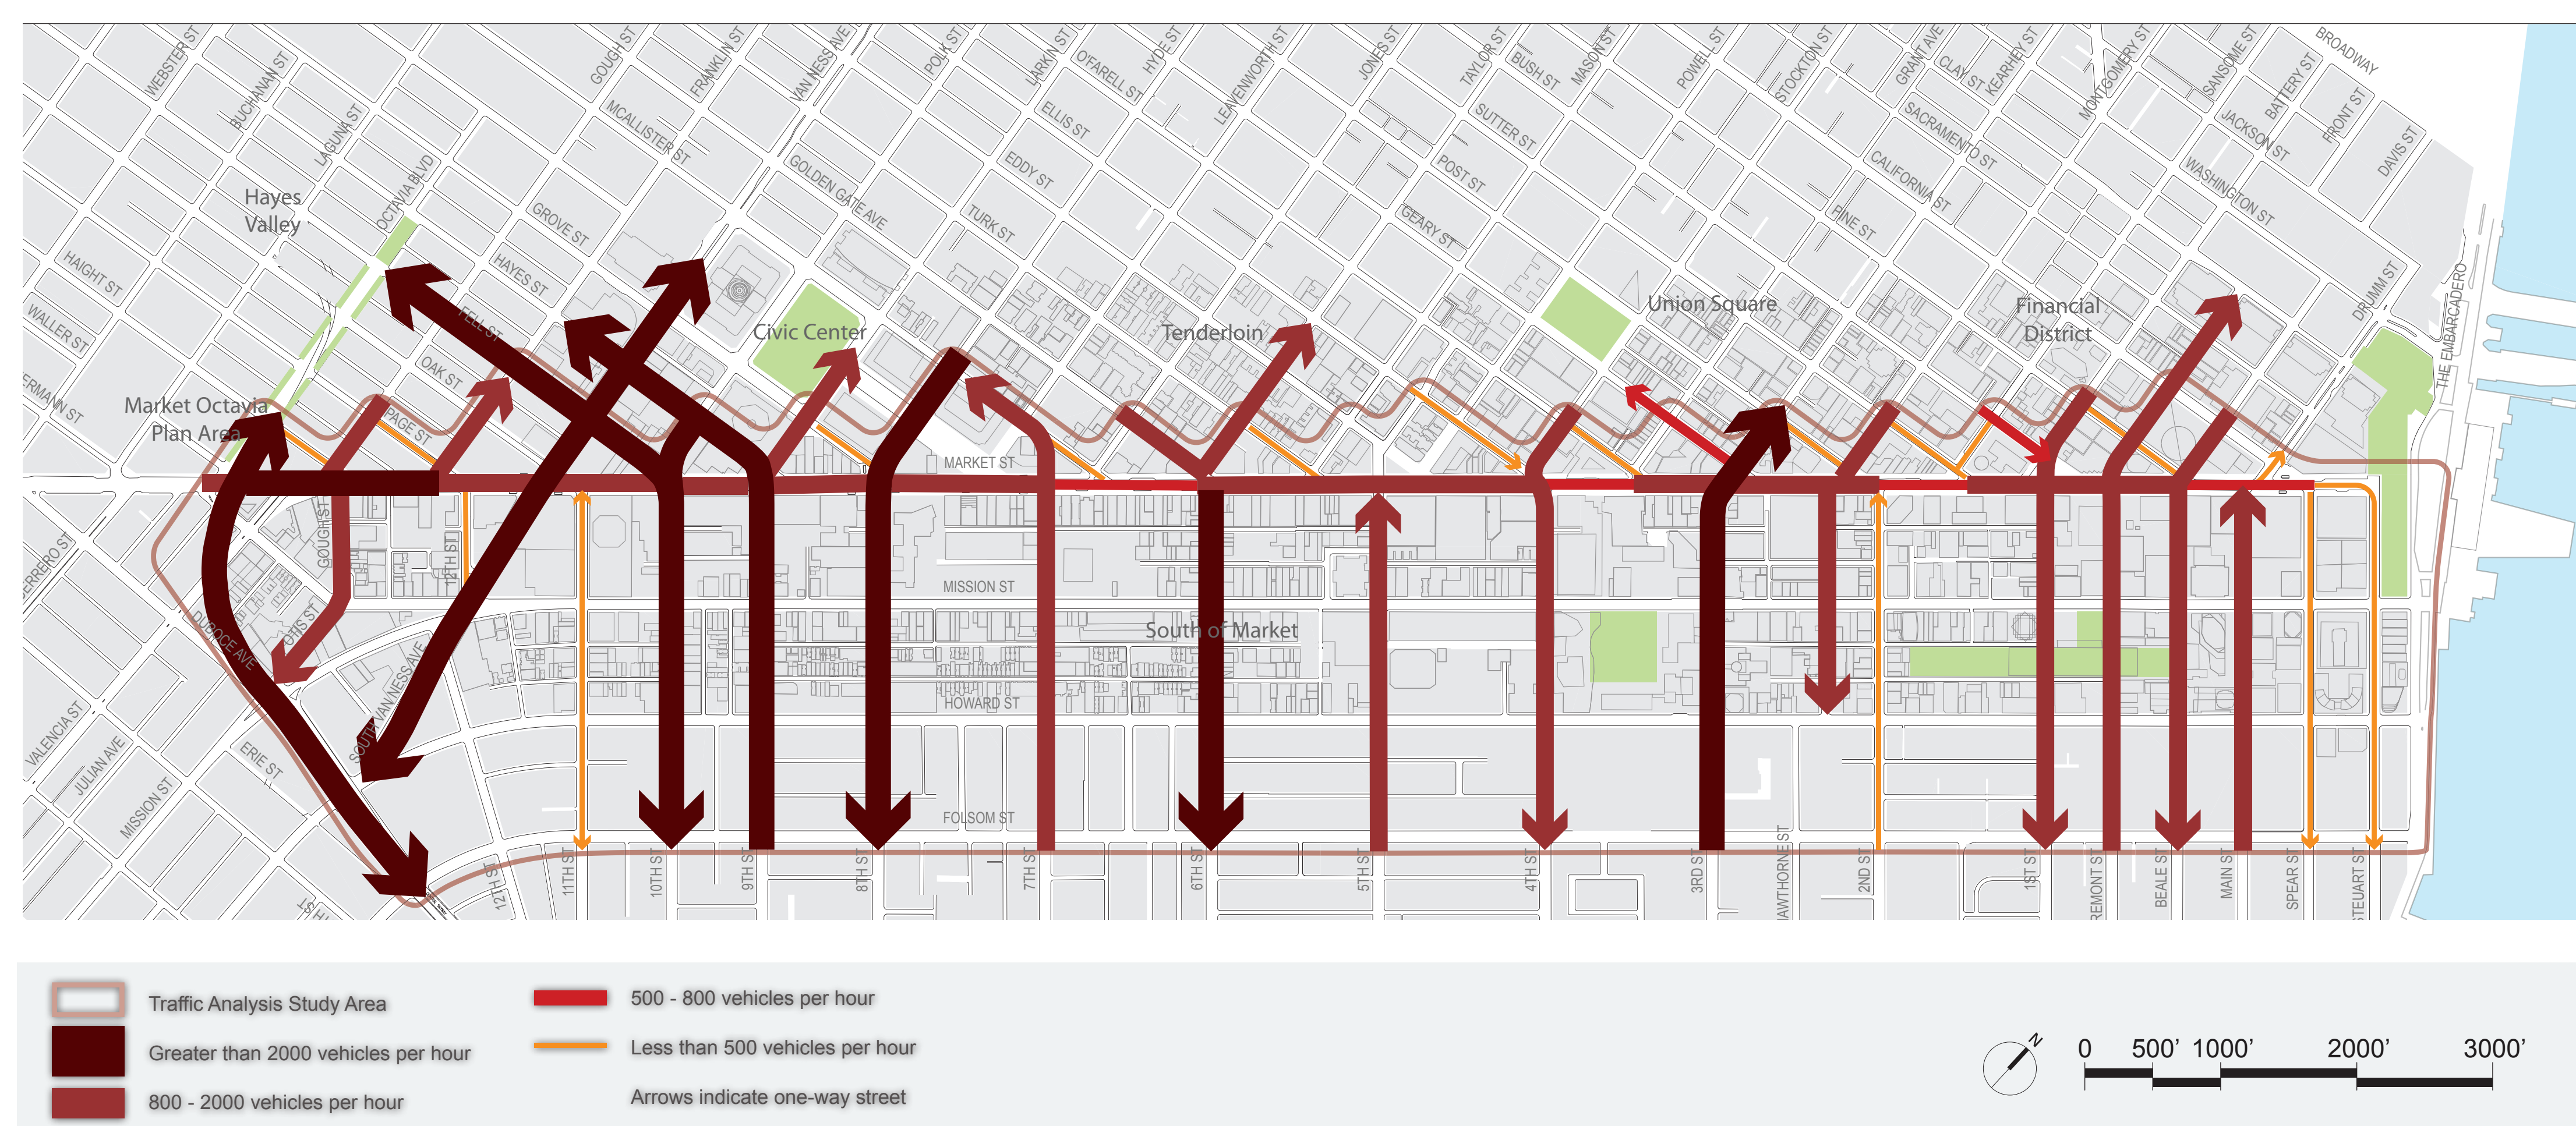 WEBSTER ST
BUCHANAN ST
LAGUNA ST
OCTAVIA BLVD
GOUGH ST
FRANKLIN ST
VAN NESS AVE
POLK ST
LARKIN ST
O'FARELL ST
HYDE ST
LEAVENWORTH ST
JONES ST
TAYLOR ST
BUSH ST
MASON ST
POWELL ST
STOCKTON ST
GRANT AVE
CLAY ST
KEARHEY ST
MONTGOMERY ST
SANSOME ST
BATTERY ST
BROADWAY
FRONT ST
DAVIS ST
MCALLISTER ST
ELLIS ST
SUTTER ST
SACRAMENTO ST
JACKSON ST
GOLDEN GATE AVE
EDDY ST
POST ST
CALIFORNIA ST
WASHINGTON ST
Hayes
Valley
GROVE ST
TURK ST
GEARY ST
PINE ST
HAIGHT ST
HAYES ST
DRUMM ST
THE EMBARCADERO
WALLER ST
FELL ST
Civic Center
Tenderloin
Union Square
Financial
District
ERMANN ST
OAK ST
Market Octavia
Plan Area
PAGE ST
MARKET ST
GOUGH ST
12TH ST
MISSION ST
ERRERO ST
DUBOCE AVE
OTIS ST
South of Market
SOUTH VAN NESS AVE
HOWARD ST
VALENCIA ST
JULIAN AVE
ERIE ST
MISSION ST
FOLSOM ST
TH ST
12TH ST
11TH ST
10TH ST
9TH ST
8TH ST
7TH ST
6TH ST
5TH ST
4TH ST
3RD ST
AWTHORNE ST
2ND ST
1ST ST
REMONT ST
BEALE ST
MAIN ST
SPEAR ST
STEUART ST
Traffic Analysis Study Area
Greater than 2000 vehicles per hour
800 - 2000 vehicles per hour
500 - 800 vehicles per hour
Less than 500 vehicles per hour
Arrows indicate one-way street
N
0 500' 1000' 2000' 3000'